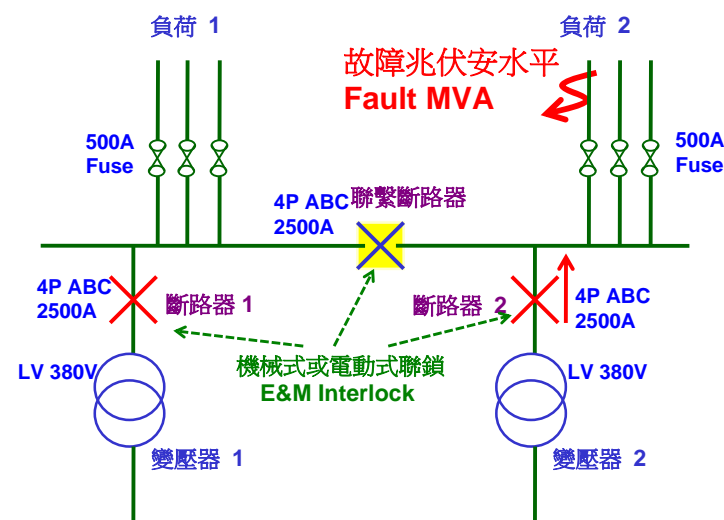 負荷 1
負荷 2
故障兆伏安水平
Fault MVA
500A
Fuse
500A
Fuse
聯繫斷路器
4P ABC
2500A
4P ABC
2500A
斷路器 1
斷路器 2
4P ABC
2500A
LV 380V
機械式或電動式聯鎖
E&M Interlock
LV 380V
變壓器 1
變壓器 2